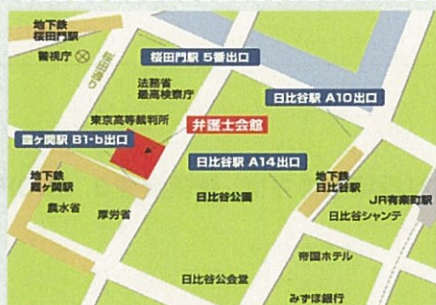 地下鉄
桜田門駅
警視庁
桜田通り
桜田門駅 5番出口
法務省
最高検察庁
日比谷駅 A10出口
東京高等裁判所
弁護士会館
霞ヶ関駅 B1-b出口
日比谷駅 A14出口
地下鉄
霞ヶ関駅
地下鉄
日比谷駅
日比谷公園
JR有楽町駅
農水省
厚労省
日比谷シャンテ
帝国ホテル
日比谷公会堂
みずほ銀行